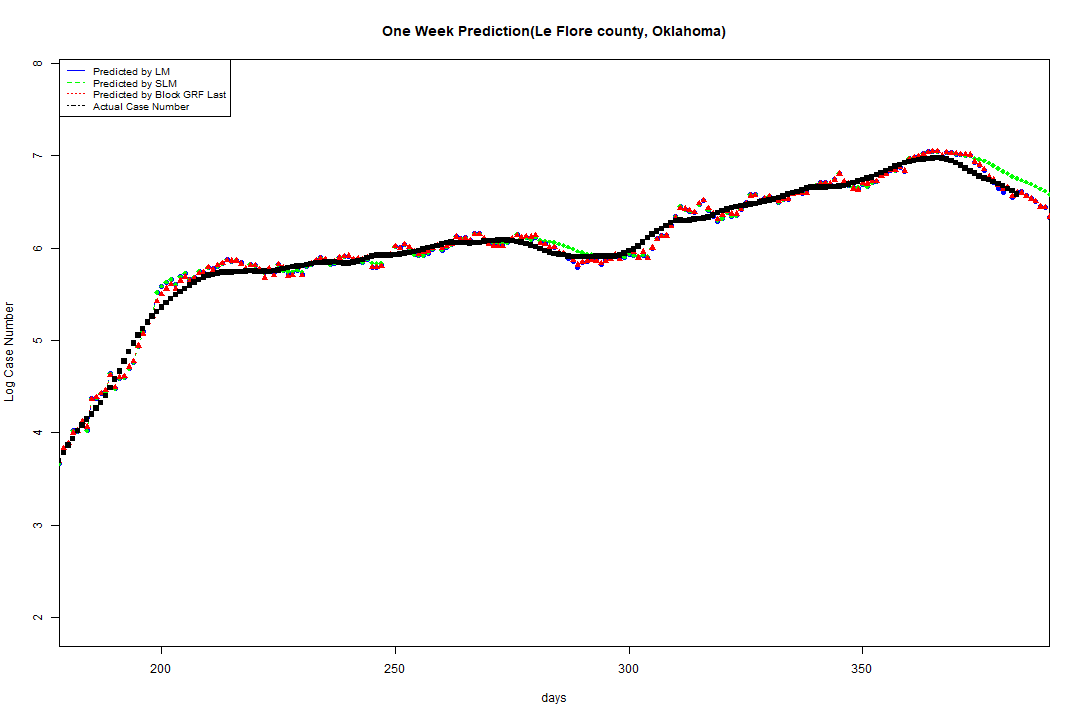 One Week Prediction(Le Flore county, Oklahoma)
Predicted by LM
Predicted by SLM
Predicted by Block GRF Last
Actual Case Number
8
7
6
5
4
3
2
Log Case Number
200 250 300 350
days